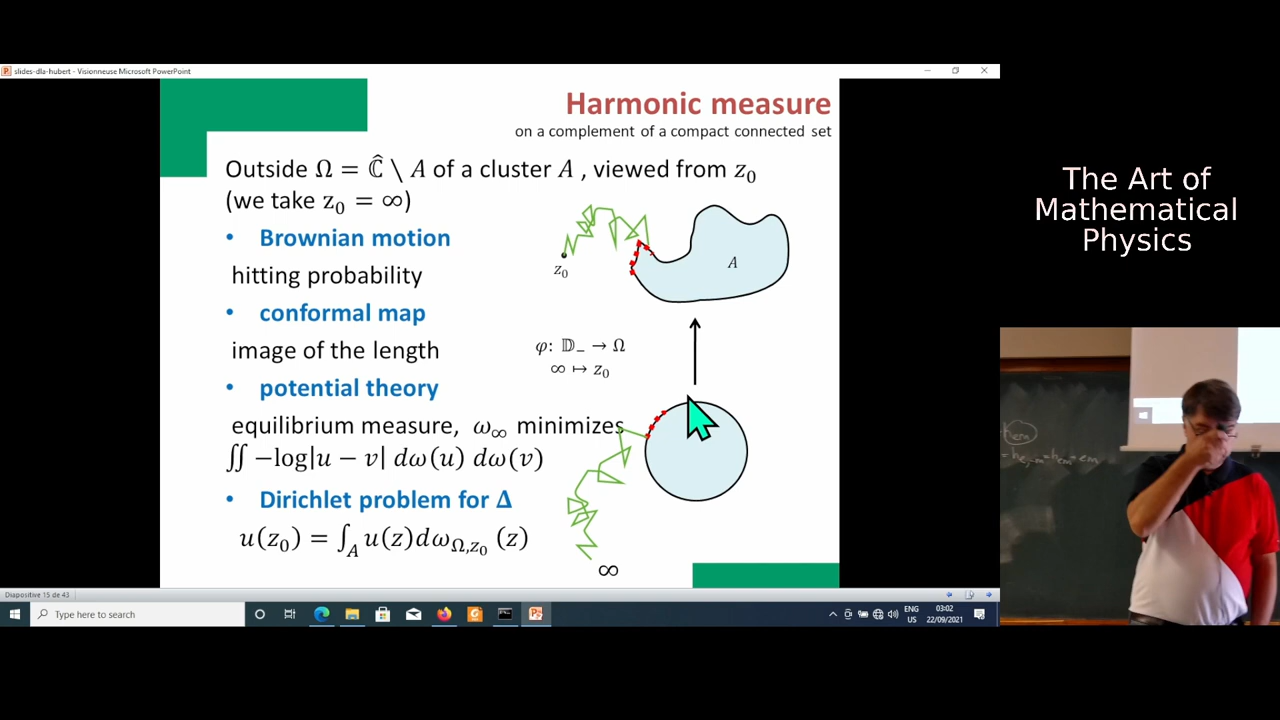 slides-dla-hubert - Visionneuse Microsoft PowerPoint
Harmonic measure
on a complement of a compact connected set
Outside Ω = ℂ̂ \ A of a cluster A , viewed from z₀
(we take z₀ = ∞)
• Brownian motion
hitting probability
• conformal map
image of the length
• potential theory
equilibrium measure, ω∞ minimizes
∬ −log|u − v| dω(u) dω(v)
• Dirichlet problem for Δ
u(z₀) = ∫_A u(z)dω_{Ω,z₀} (z)
z₀
A
φ: 𝔻₋ → Ω
∞ ↦ z₀
∞
Diapositive 15 de 43
Type here to search
ENG
US
03:02
22/09/2021
The Art of
Mathematical
Physics